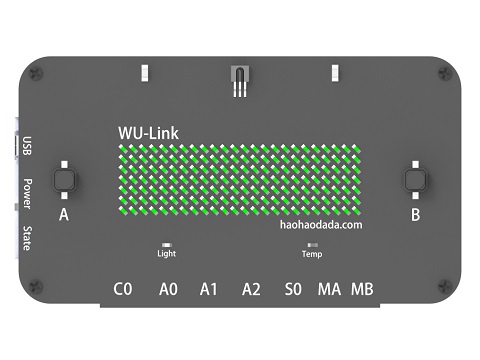 WU-Link
USB
Power
State
A
B
haohaodada.com
Light
Temp
C0 A0 A1 A2 S0 MA MB